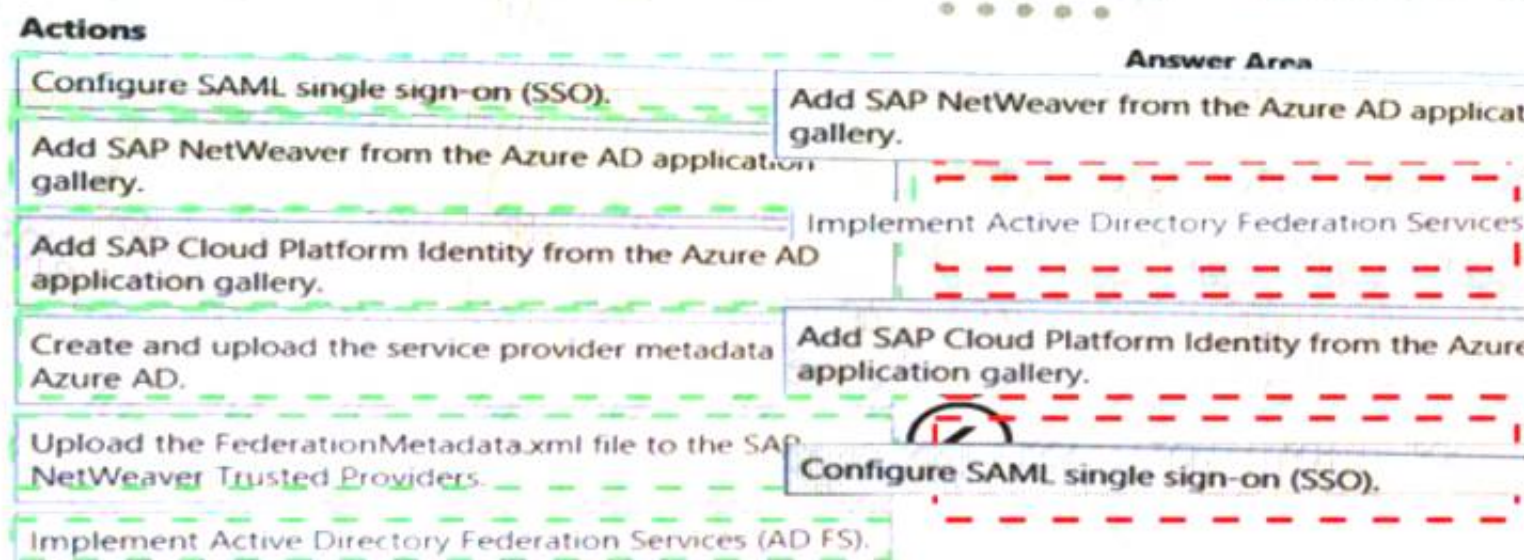 Actions
Configure SAML single sign-on (SSO).
Add SAP NetWeaver from the Azure AD application
gallery.
Add SAP Cloud Platform Identity from the Azure AD
application gallery.
Create and upload the service provider metadata
Azure AD.
Upload the FederationMetadata.xml file to the SAP
NetWeaver Trusted Providers.
Implement Active Directory Federation Services (AD FS).
Answer Area
Add SAP NetWeaver from the Azure AD applicat
gallery.
Implement Active Directory Federation Services
Add SAP Cloud Platform Identity from the Azure
application gallery.
Configure SAML single sign-on (SSO).